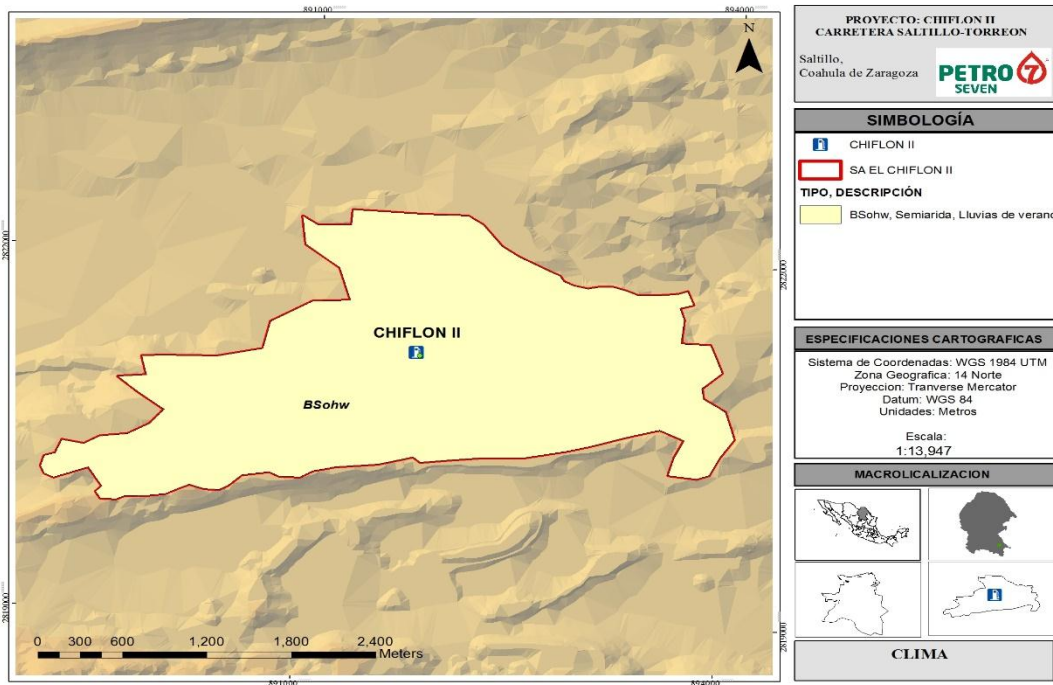 891000
894000
N
2822000
2822000
CHIFLON II
BSohw
2819000
2819000
0 300 600 1,200 1,800 2,400
Meters
891000
894000
PROYECTO: CHIFLON II
CARRETERA SALTILLO-TORREON
Saltillo,
Coahula de Zaragoza
PETRO 7
SEVEN
SIMBOLOGÍA
CHIFLON II
SA EL CHIFLON II
TIPO, DESCRIPCIÓN
BSohw, Semiarida, Lluvias de verano
ESPECIFICACIONES CARTOGRAFICAS
Sistema de Coordenadas: WGS 1984 UTM
Zona Geografica: 14 Norte
Proyeccion: Tranverse Mercator
Datum: WGS 84
Unidades: Metros
Escala:
1:13,947
MACROLICALIZACION
CLIMA